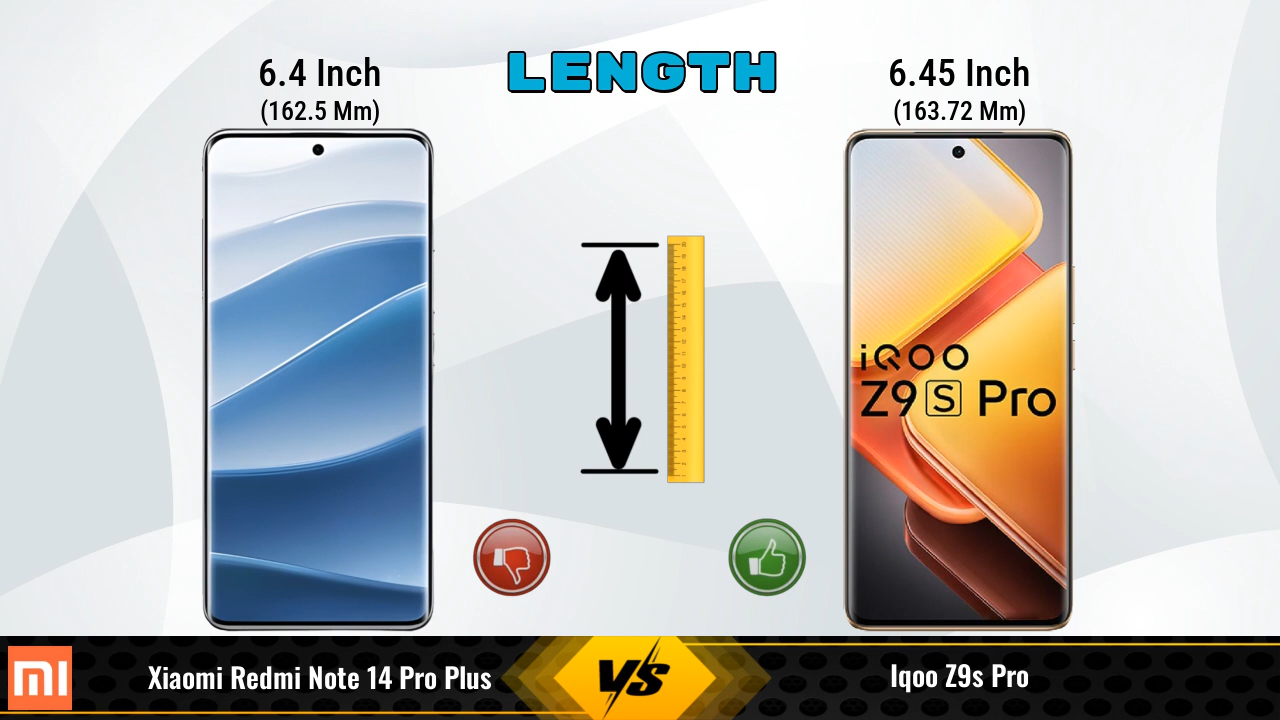 LENGTH
6.4 Inch
(162.5 Mm)
6.45 Inch
(163.72 Mm)
iQOO
Z9S Pro
mi
Xiaomi Redmi Note 14 Pro Plus
VS
Iqoo Z9s Pro